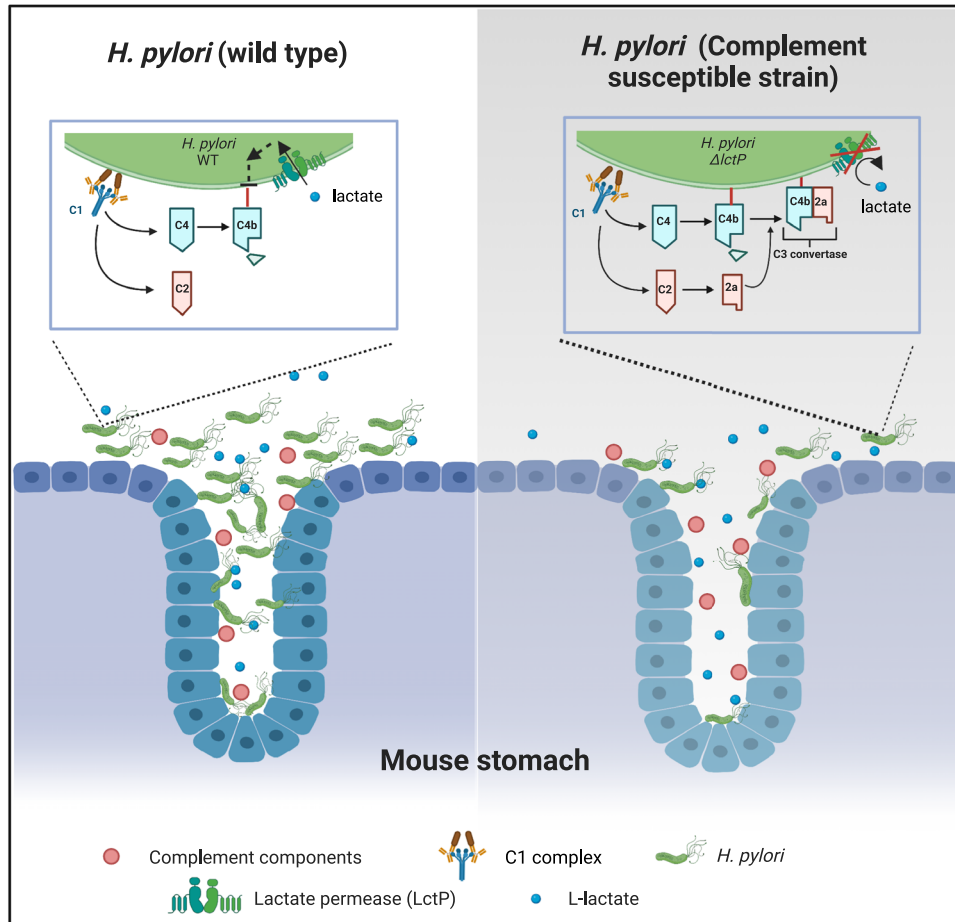 H. pylori (wild type)
H. pylori
WT
C1
lactate
C4
C4b
C2
H. pylori (Complement
susceptible strain)
H. pylori
ΔlctP
C1
lactate
C4
C4b
C4b
2a
C3 convertase
C2
2a
Mouse stomach
Complement components
C1 complex
H. pylori
Lactate permease (LctP)
L-lactate